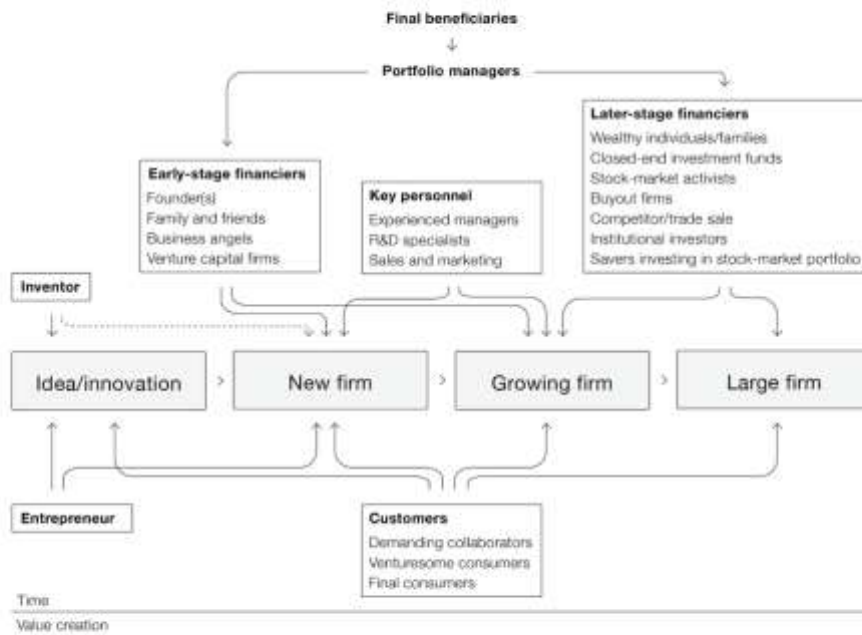 Final beneficiaries
Portfolio managers
Early-stage financiers
Founder(s)
Family and friends
Business angels
Venture capital firms
Key personnel
Experienced managers
R&D specialists
Sales and marketing
Later-stage financiers
Wealthy individuals/families
Closed-end investment funds
Stock-market activists
Buyout firms
Competitor/trade sale
Institutional investors
Savers investing in stock-market portfolio
Inventor
Idea/innovation
>
New firm
>
Growing firm
>
Large firm
Entrepreneur
Customers
Demanding collaborators
Venturesome consumers
Final consumers
Time
Value creation